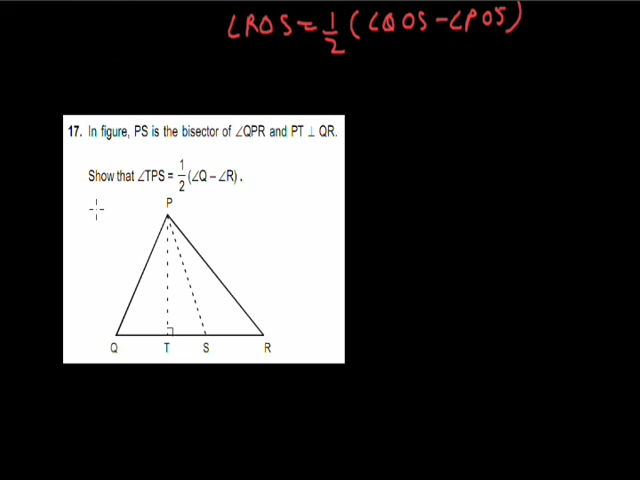 ∠ROS = 1/2 (∠QOS - ∠POS)
17. In figure, PS is the bisector of ∠QPR and PT ⊥ QR.
Show that ∠TPS = 1/2 (∠Q – ∠R).
P
Q T S R